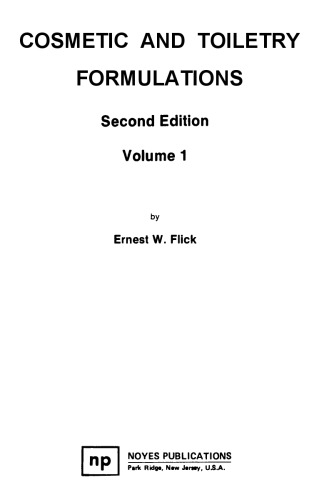 COSMETIC AND TOILETRY
FORMULATIONS
Second Edition
Volume 1
by
Ernest W. Flick
np
NOYES PUBLICATIONS
Park Ridge, New Jersey, U.S.A.